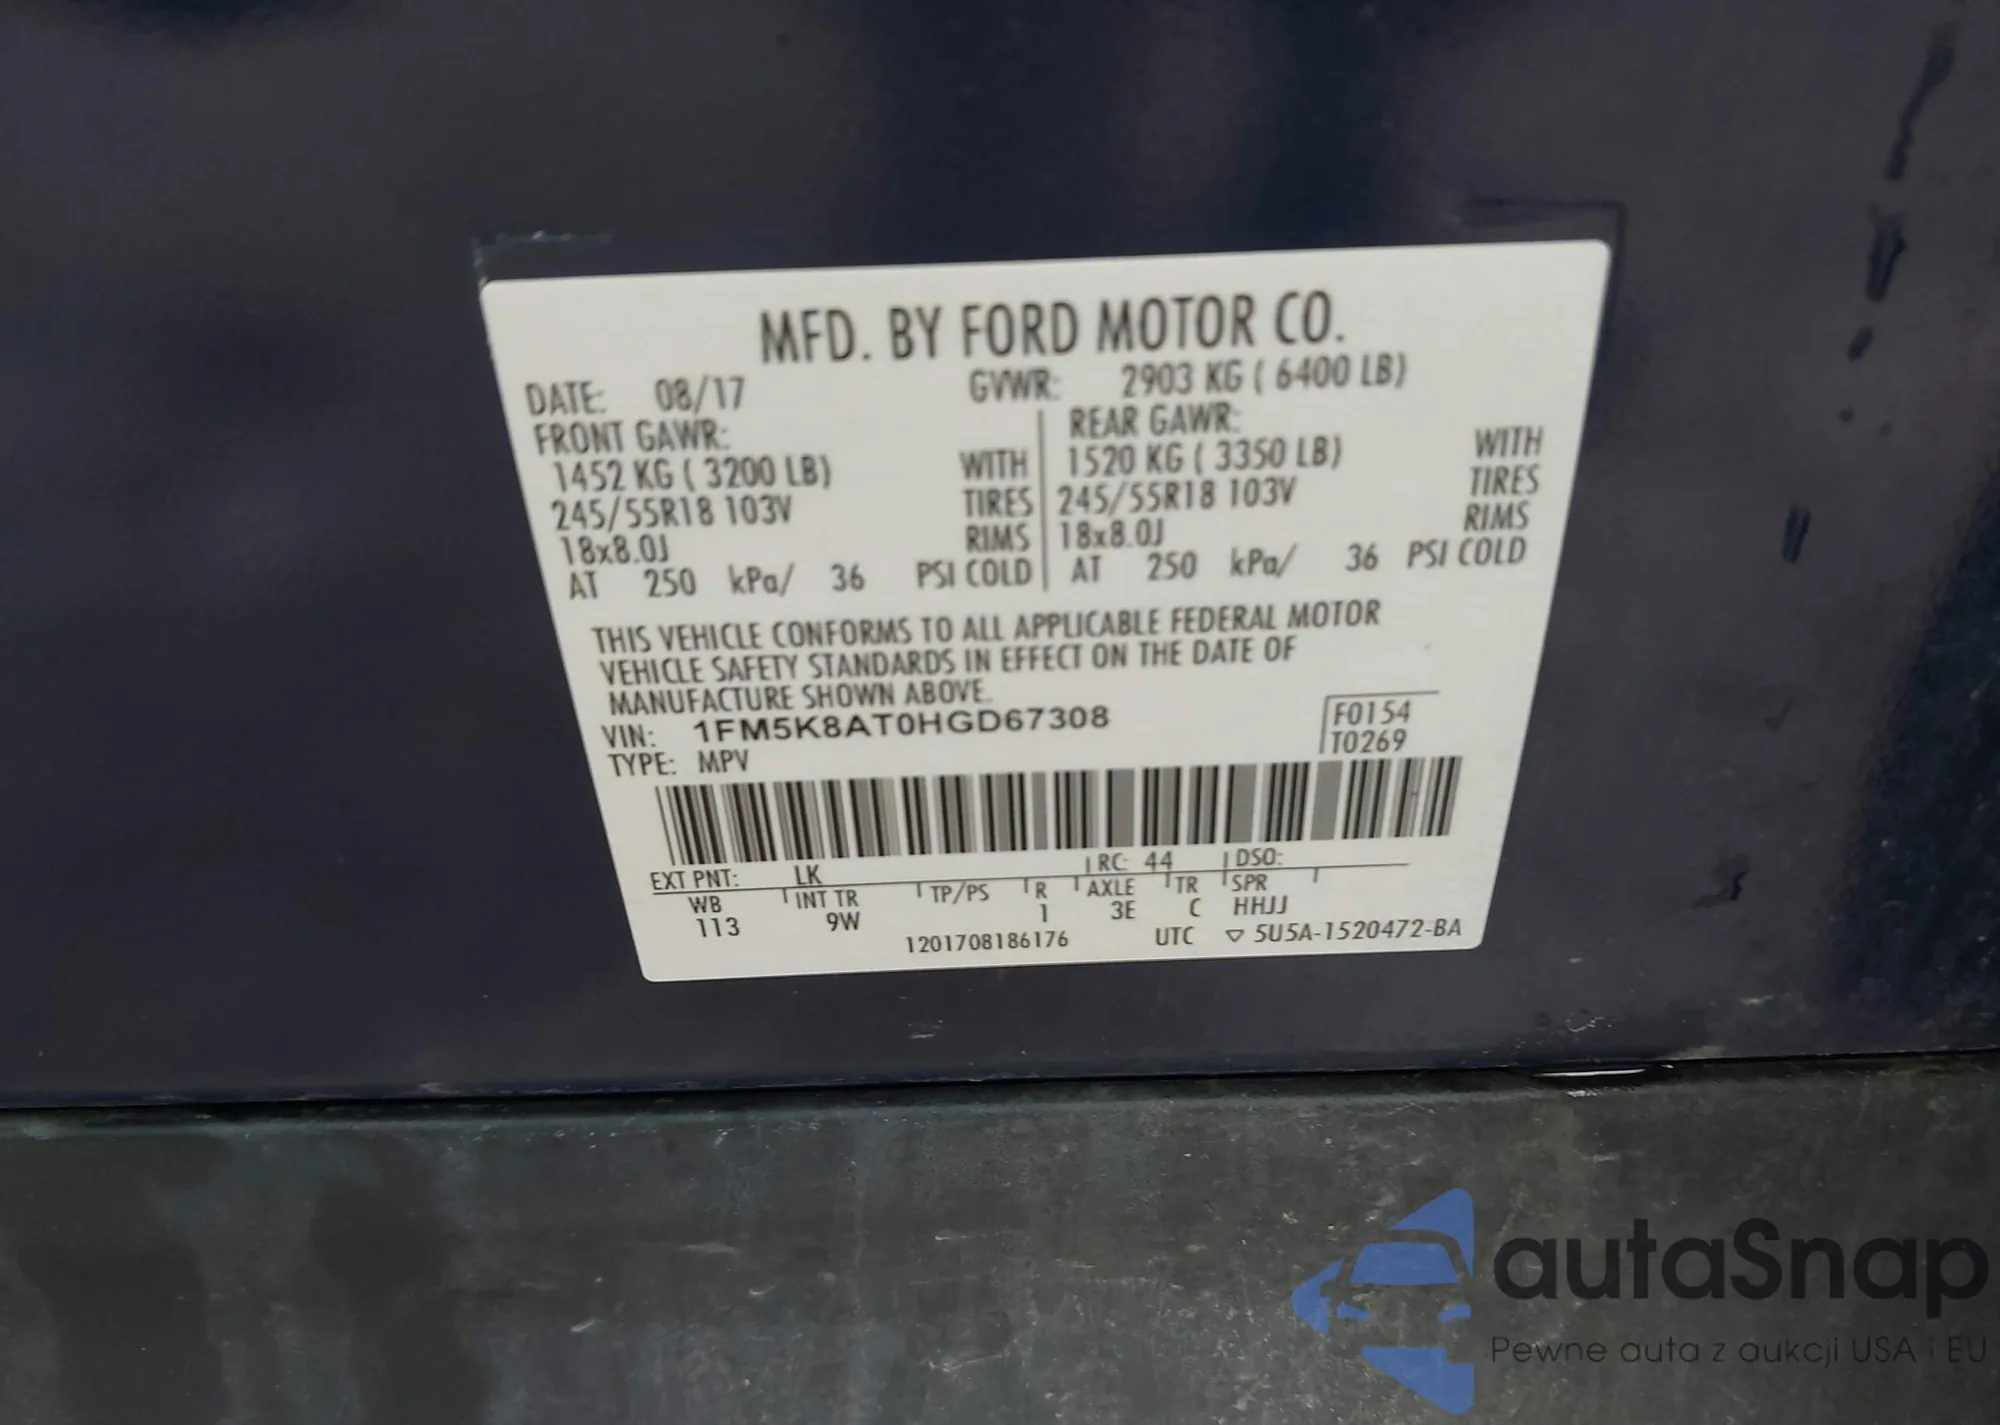 MFD. BY FORD MOTOR CO.
DATE: 08/17 GVWR: 2903 KG ( 6400 LB)
FRONT GAWR: REAR GAWR:
1452 KG ( 3200 LB) WITH 1520 KG ( 3350 LB) WITH
245/55R18 103V TIRES 245/55R18 103V TIRES
18x8.0J RIMS 18x8.0J RIMS
AT 250 kPa/ 36 PSI COLD AT 250 kPa/ 36 PSI COLD
THIS VEHICLE CONFORMS TO ALL APPLICABLE FEDERAL MOTOR
VEHICLE SAFETY STANDARDS IN EFFECT ON THE DATE OF
MANUFACTURE SHOWN ABOVE.
VIN: 1FM5K8AT0HGD67308 F0154
TYPE: MPV T0269
EXT PNT: LK RC: 44 DSO:
WB INT TR TP/PS R AXLE TR SPR
113 9W 1 3E C HHJJ
1201708186176 UTC ▽ 5U5A-1520472-BA
autaSnap
Pewne auta z aukcji USA i EU